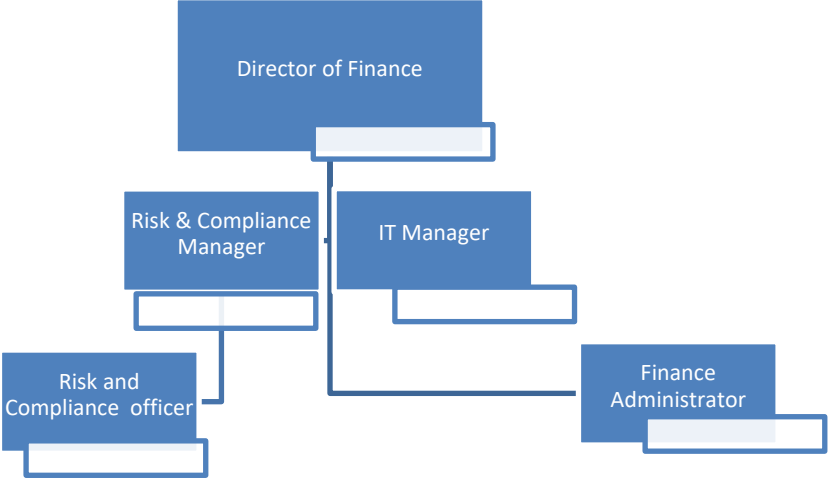 Director of Finance
Risk & Compliance
Manager
IT Manager
Risk and
Compliance officer
Finance
Administrator